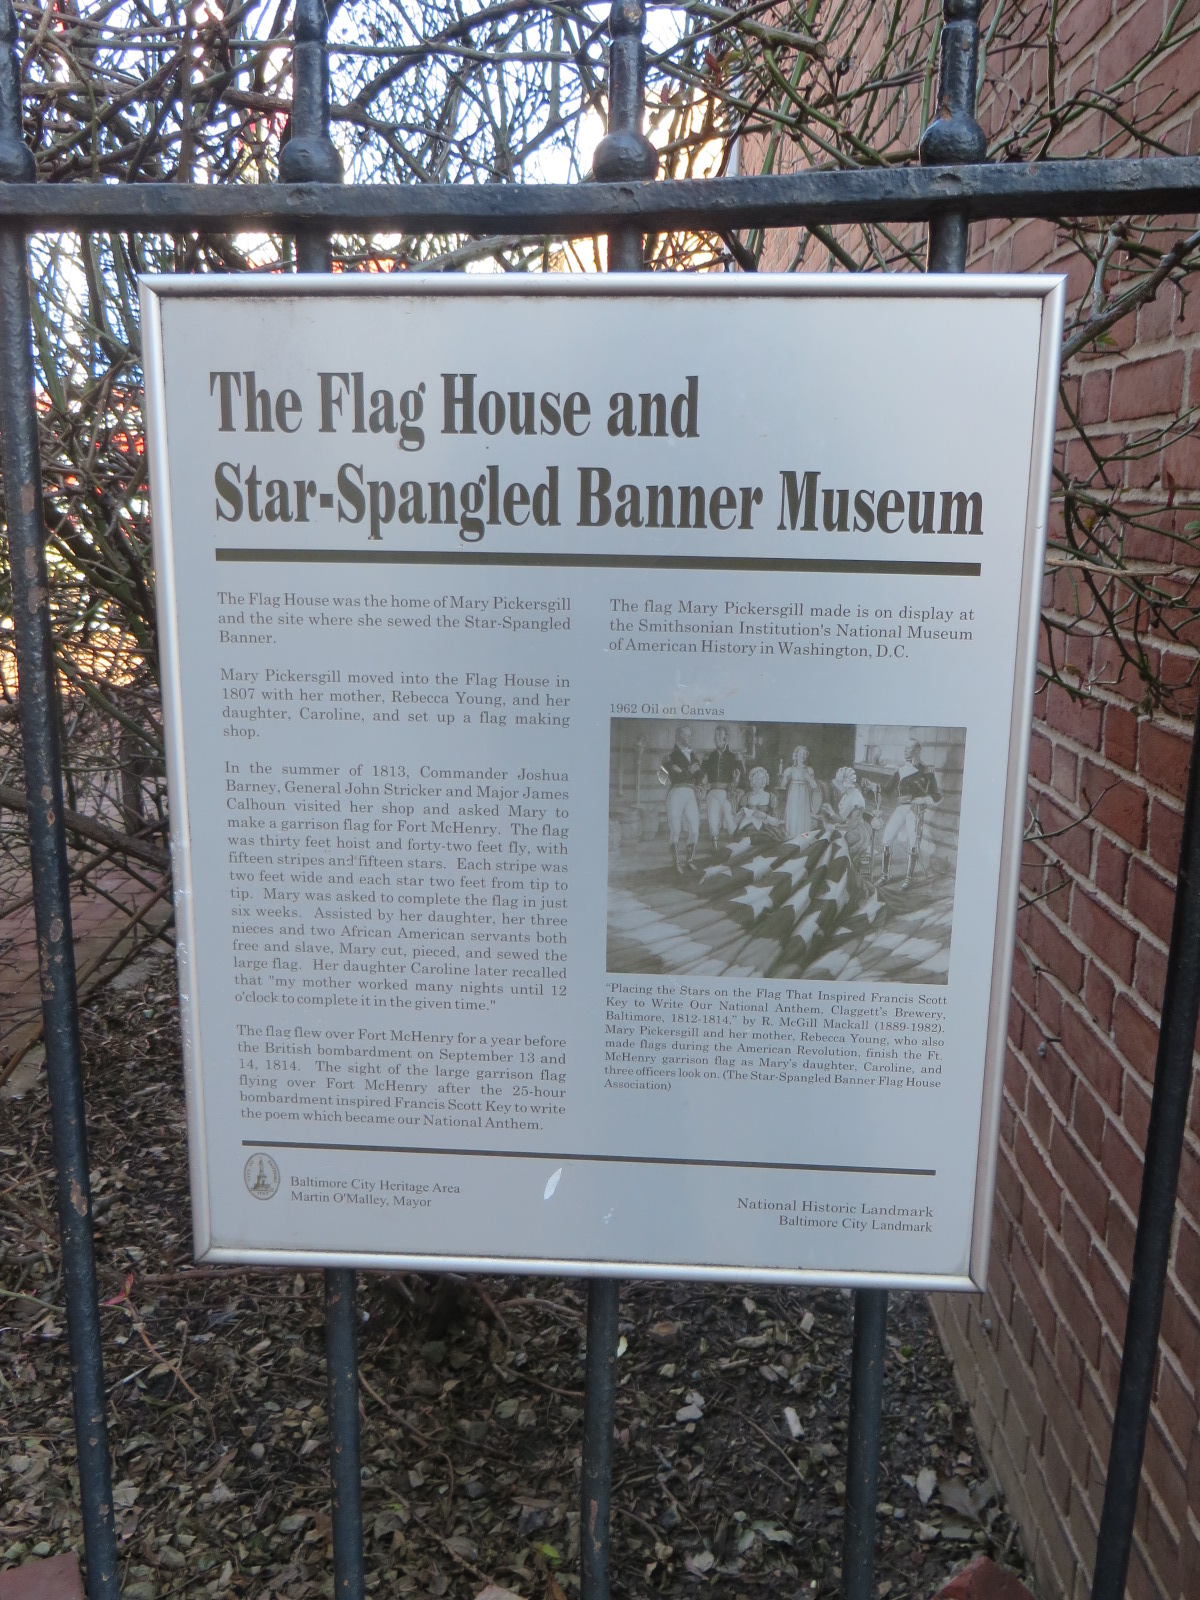 The Flag House and
Star-Spangled Banner Museum
The Flag House was the home of Mary Pickersgill
and the site where she sewed the Star-Spangled
Banner.
Mary Pickersgill moved into the Flag House in
1807 with her mother, Rebecca Young, and her
daughter, Caroline, and set up a flag making
shop.
In the summer of 1813, Commander Joshua
Barney, General John Stricker and Major James
Calhoun visited her shop and asked Mary to
make a garrison flag for Fort McHenry. The flag
was thirty feet hoist and forty-two feet fly, with
fifteen stripes and fifteen stars. Each stripe was
two feet wide and each star two feet from tip to
tip. Mary was asked to complete the flag in just
six weeks. Assisted by her daughter, her three
nieces and two African American servants both
free and slave, Mary cut, pieced, and sewed the
large flag. Her daughter Caroline later recalled
that "my mother worked many nights until 12
o'clock to complete it in the given time."
The flag flew over Fort McHenry for a year before
the British bombardment on September 13 and
14, 1814. The sight of the large garrison flag
flying over Fort McHenry after the 25-hour
bombardment inspired Francis Scott Key to write
the poem which became our National Anthem.
The flag Mary Pickersgill made is on display at
the Smithsonian Institution's National Museum
of American History in Washington, D.C.
1962 Oil on Canvas
"Placing the Stars on the Flag That Inspired Francis Scott
Key to Write Our National Anthem, Claggett's Brewery,
Baltimore, 1812-1814," by R. McGill Mackall (1889-1982).
Mary Pickersgill and her mother, Rebecca Young, who also
made flags during the American Revolution, finish the Ft.
McHenry garrison flag as Mary's daughter, Caroline, and
three officers look on. (The Star-Spangled Banner Flag House
Association)
Baltimore City Heritage Area
Martin O'Malley, Mayor
National Historic Landmark
Baltimore City Landmark